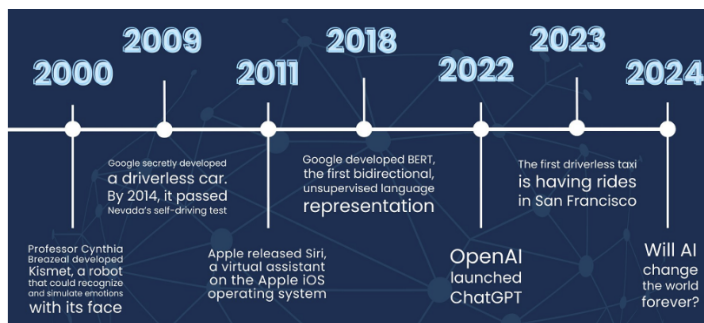 2000
2009
2011
2018
2022
2023
2024
Professor Cynthia
Breazeal developed
Kismet, a robot
that could recognize
and simulate emotions
with its face
Google secretly developed
a driverless car.
By 2014, it passed
Nevada's self-driving test
Apple released Siri,
a virtual assistant
on the Apple iOS
operating system
Google developed BERT,
the first bidirectional,
unsupervised language
representation
OpenAI
launched
ChatGPT
The first driverless taxi
is having rides
in San Francisco
Will AI
change
the world
forever?